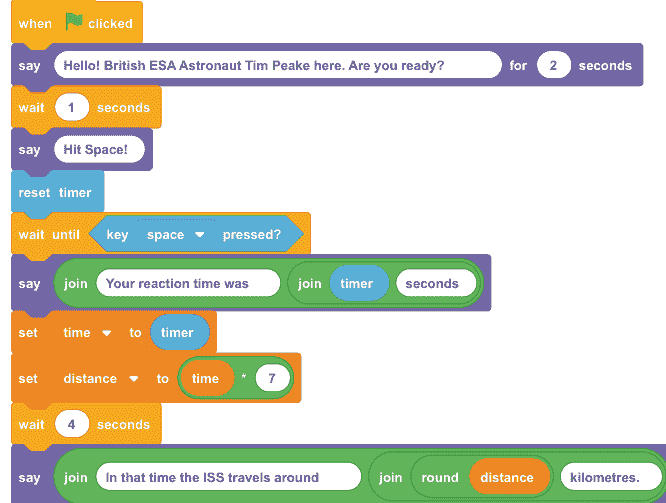 when clicked
say Hello! British ESA Astronaut Tim Peake here. Are you ready? for 2 seconds
wait 1 seconds
say Hit Space!
reset timer
wait until key space pressed?
say join Your reaction time was join timer seconds
set time to timer
set distance to time * 7
wait 4 seconds
say join In that time the ISS travels around join round distance kilometres.